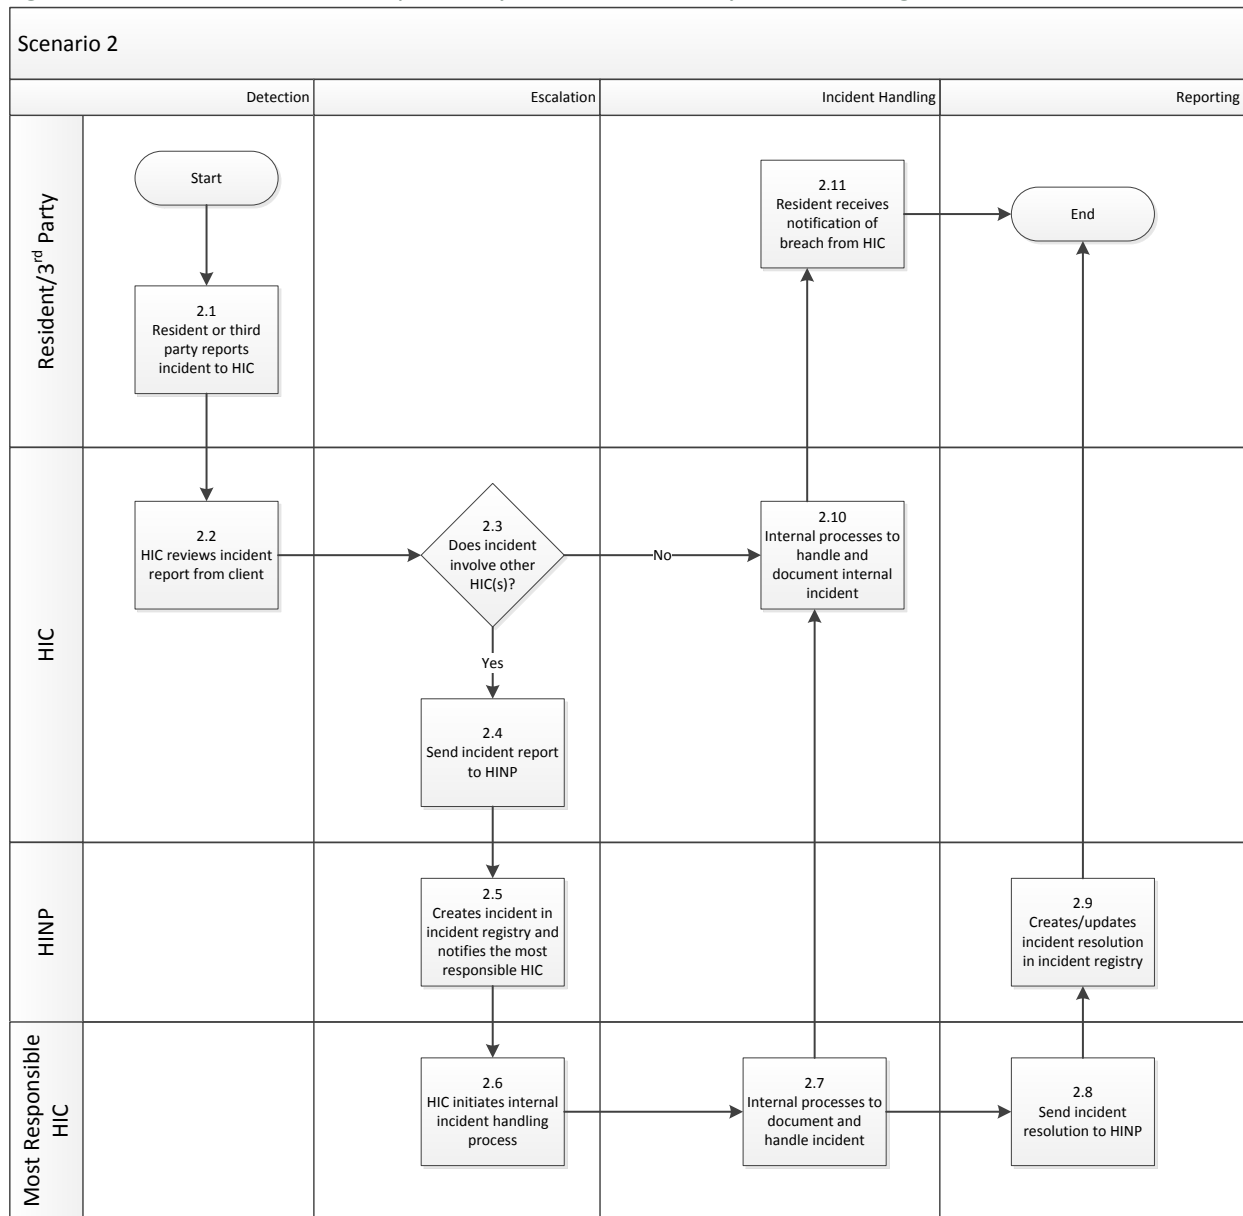 Scenario 2
Detection
Escalation
Incident Handling
Reporting
Resident/3rd Party
Start
2.1
Resident or third
party reports
incident to HIC
2.11
Resident receives
notification of
breach from HIC
End
HIC
2.2
HIC reviews incident
report from client
2.3
Does incident
involve other
HIC(s)?
No
Yes
2.10
Internal processes to
handle and
document internal
incident
2.4
Send incident report
to HINP
HINP
2.5
Creates incident in
incident registry and
notifies the most
responsible HIC
2.9
Creates/updates
incident resolution
in incident registry
Most Responsible
HIC
2.6
HIC initiates internal
incident handling
process
2.7
Internal processes to
document and
handle incident
2.8
Send incident
resolution to HINP